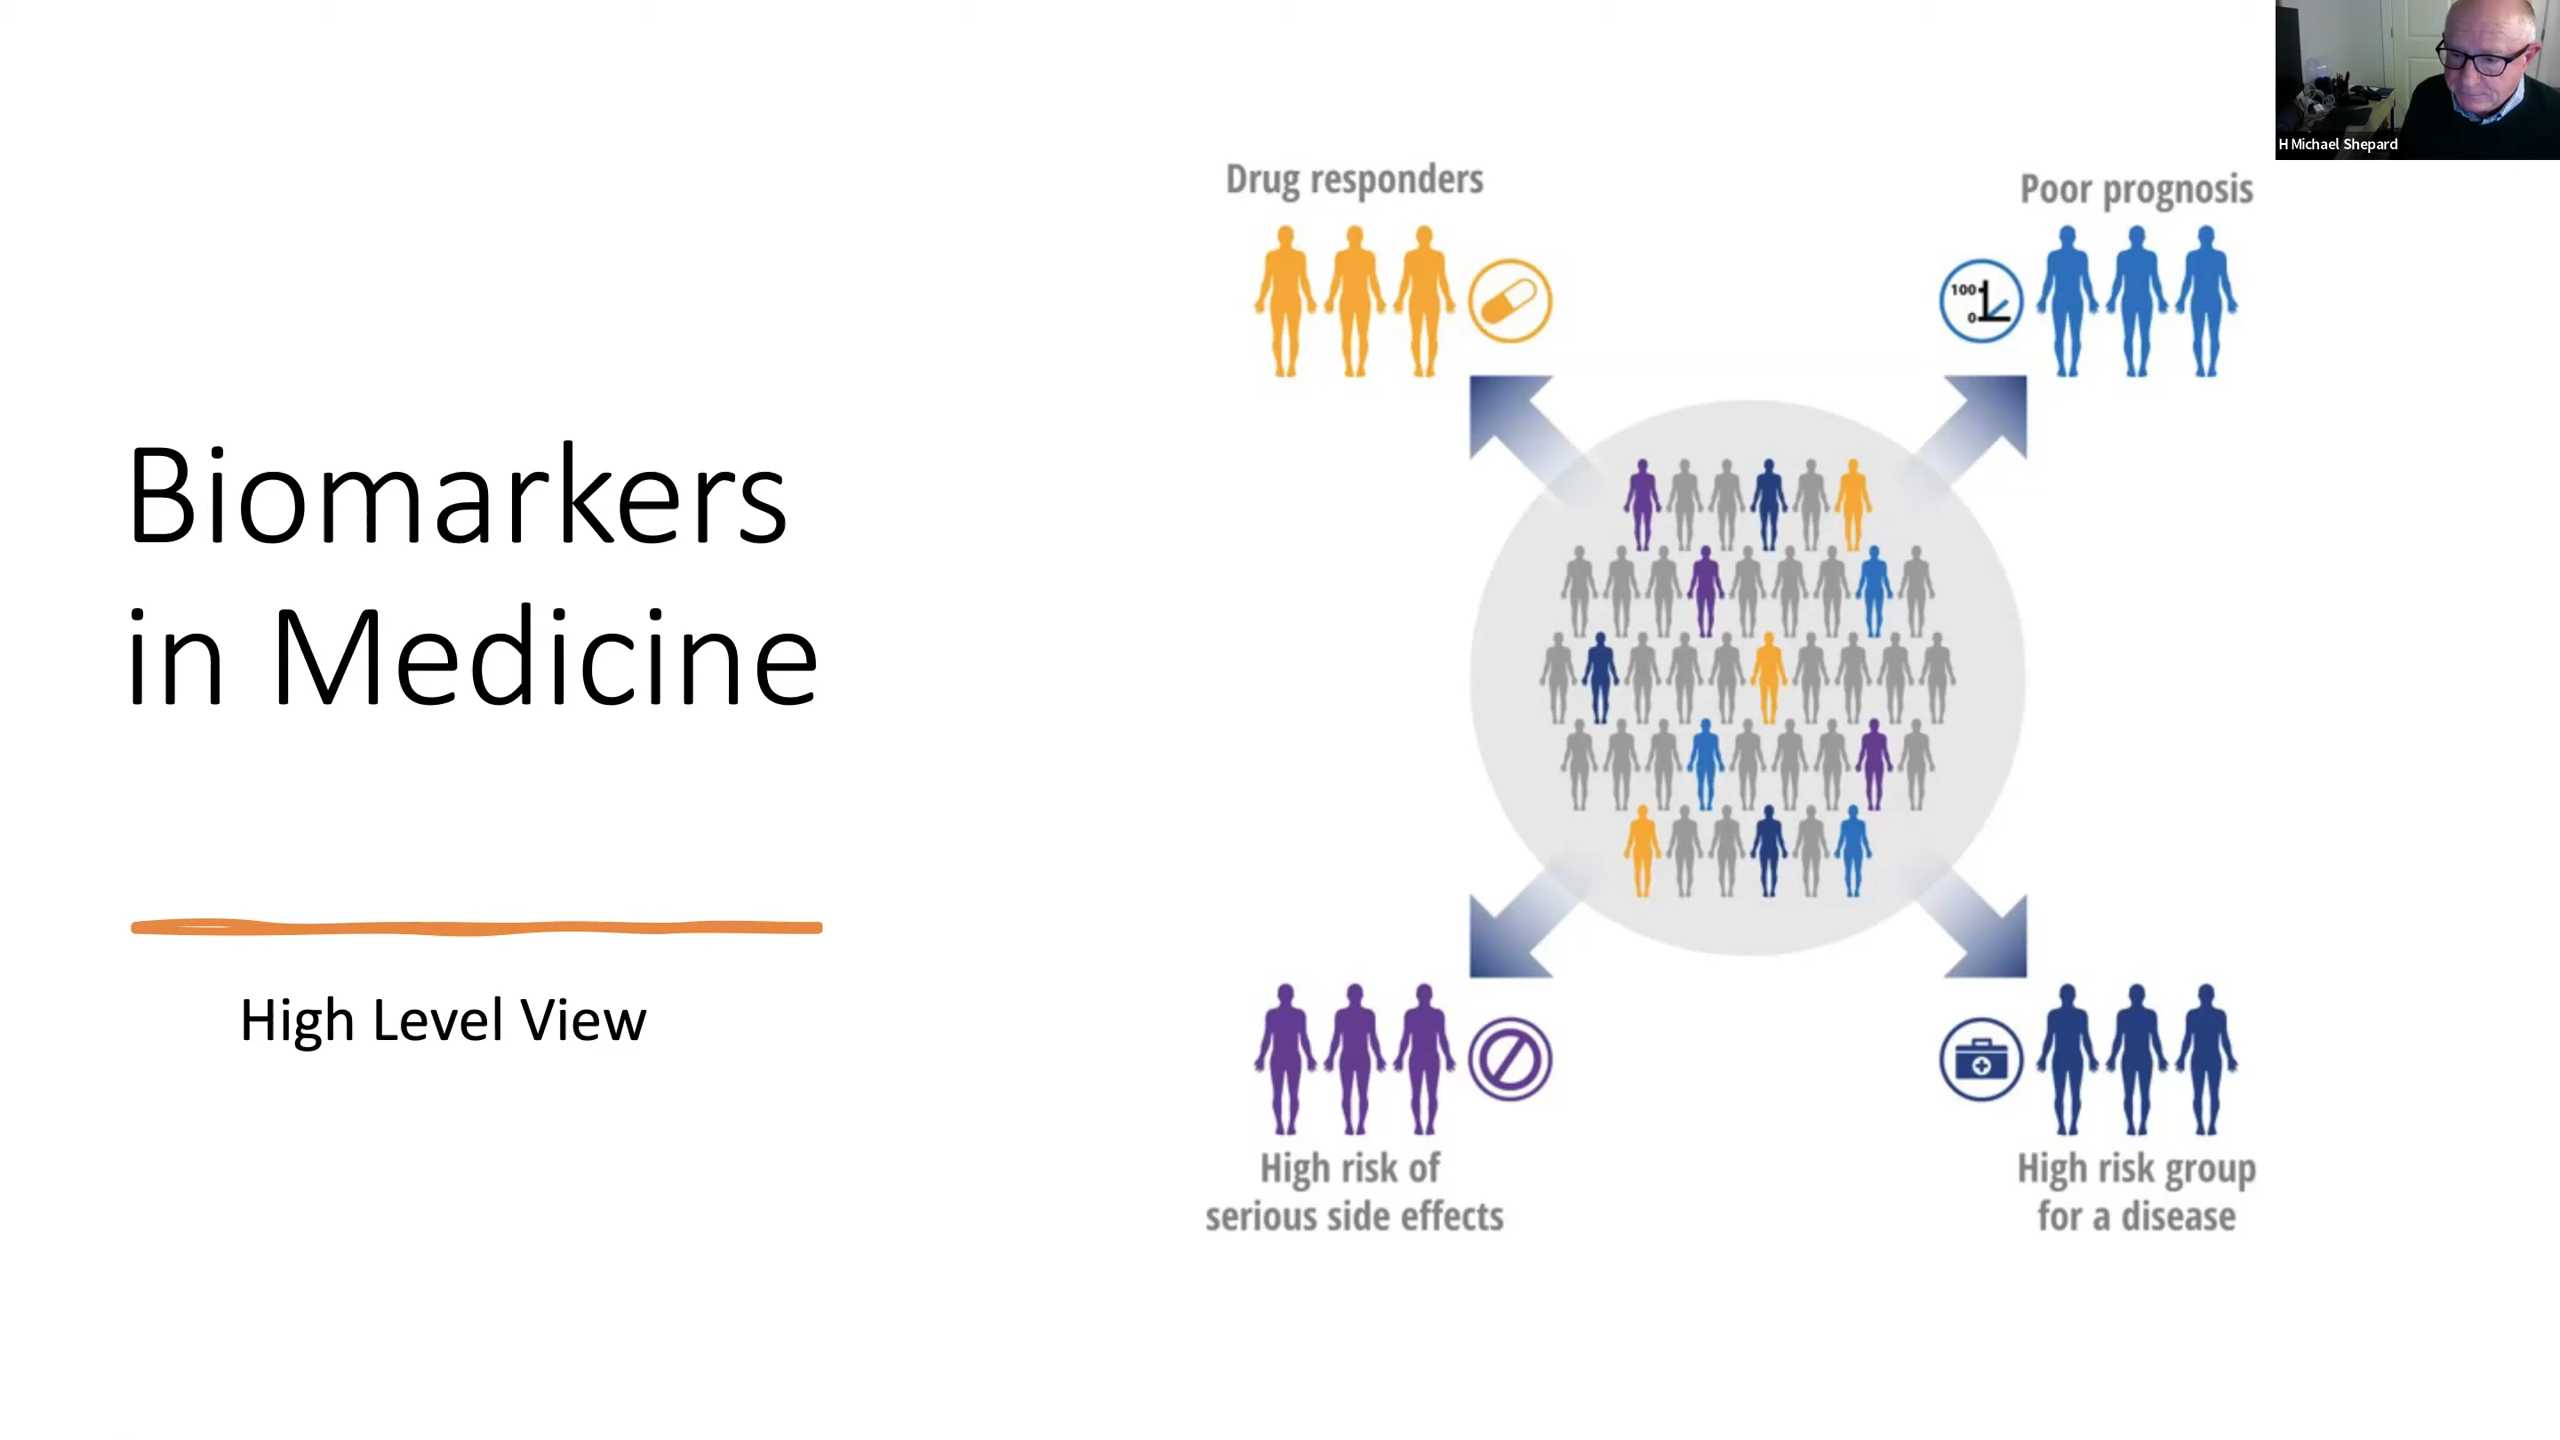 Biomarkers
in Medicine
High Level View
Drug responders
Poor prognosis
100
0
High risk of
serious side effects
High risk group
for a disease
H Michael Shepard